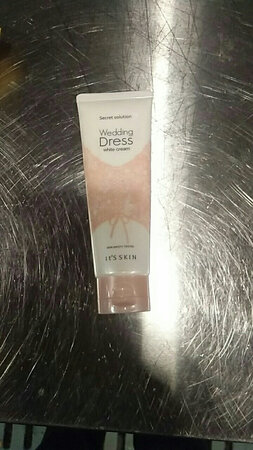 Secret solution
Wedding
Dress
white cream
It'S SKIN